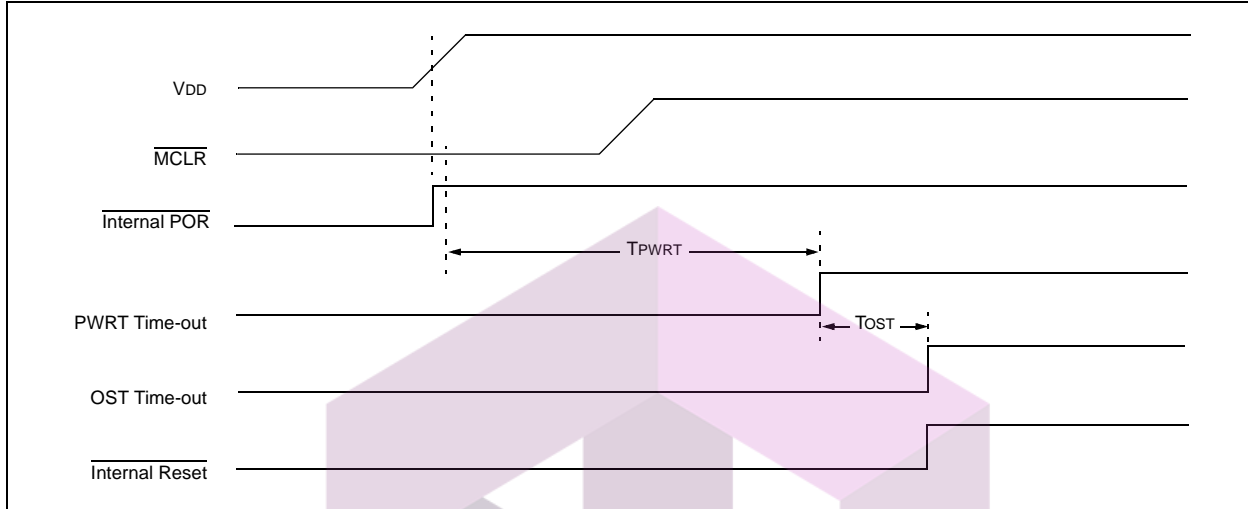 VDD
MCLR
Internal POR
TPWRT
PWRT Time-out
TOST
OST Time-out
Internal Reset